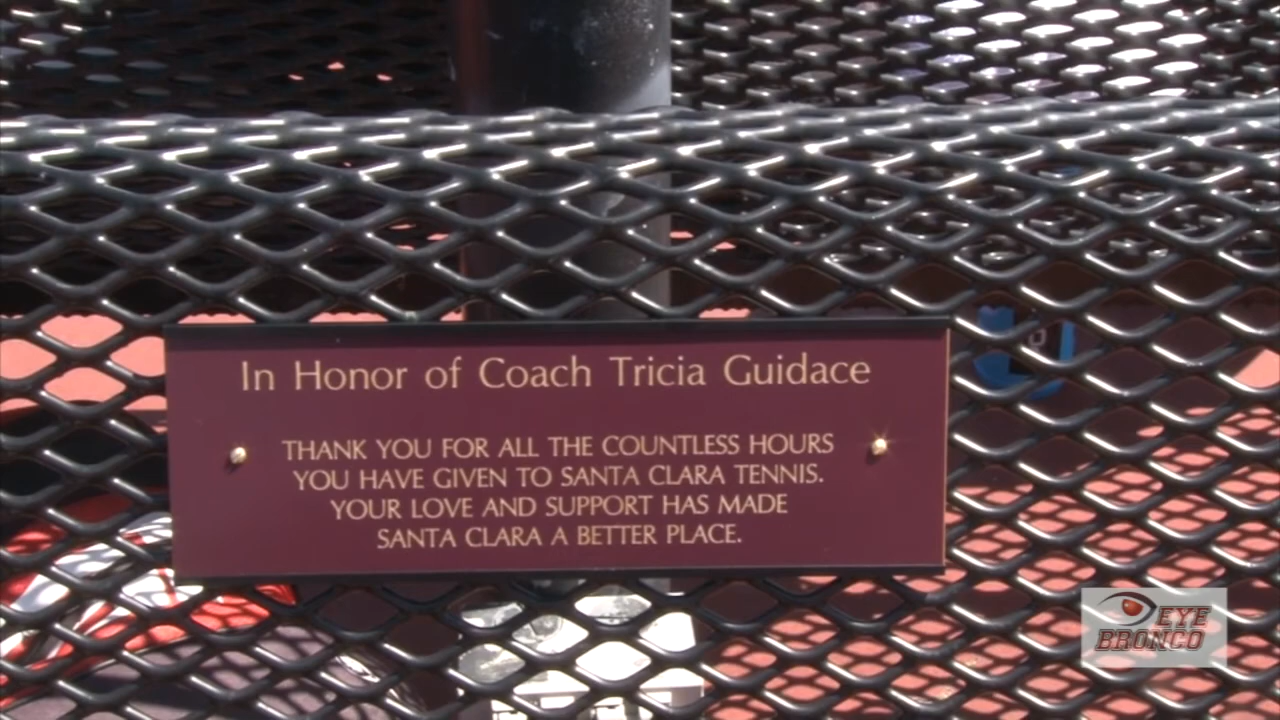 In Honor of Coach Tricia Guidace
THANK YOU FOR ALL THE COUNTLESS HOURS
YOU HAVE GIVEN TO SANTA CLARA TENNIS.
YOUR LOVE AND SUPPORT HAS MADE
SANTA CLARA A BETTER PLACE.
EYE
BRONCO